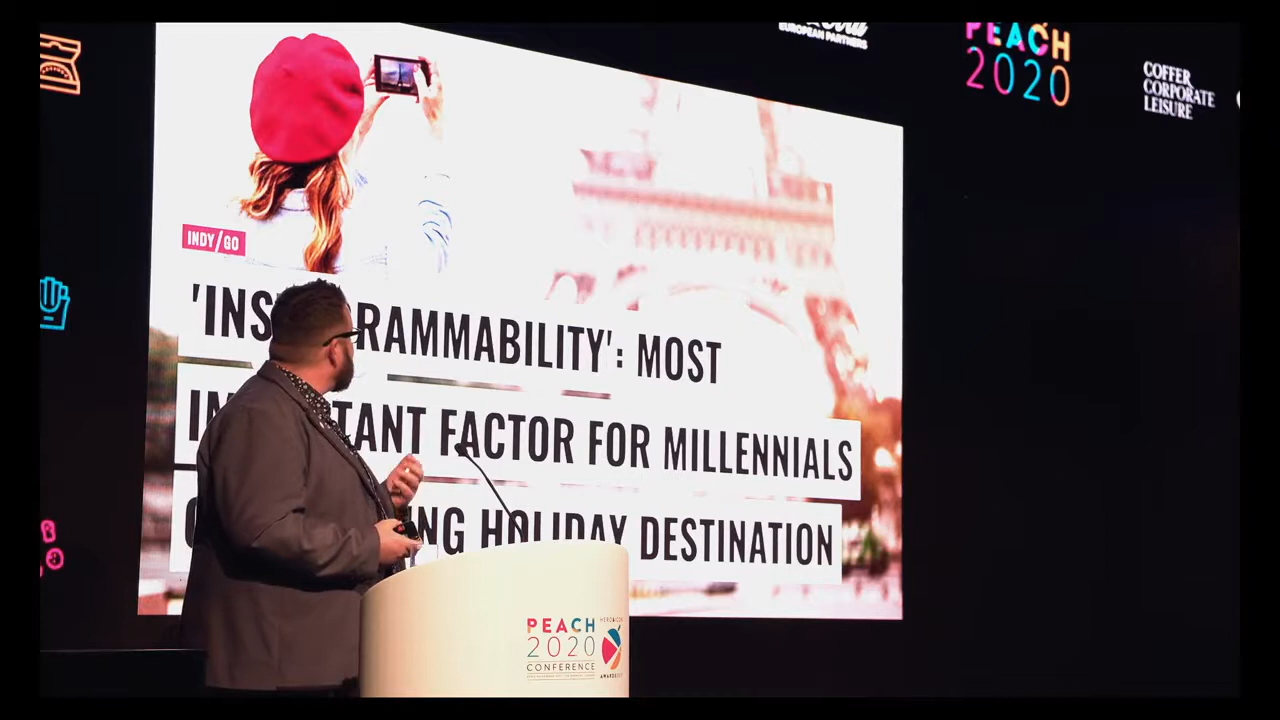 EUROPEAN PARTNERS
PEACH
2020
COFFER
CORPORATE
LEISURE
INDY/GO
'INS RAMMABILITY': MOST
TANT FACTOR FOR MILLENNIALS
NG HOLIDAY DESTINATION
PEACH
2020
CONFERENCE